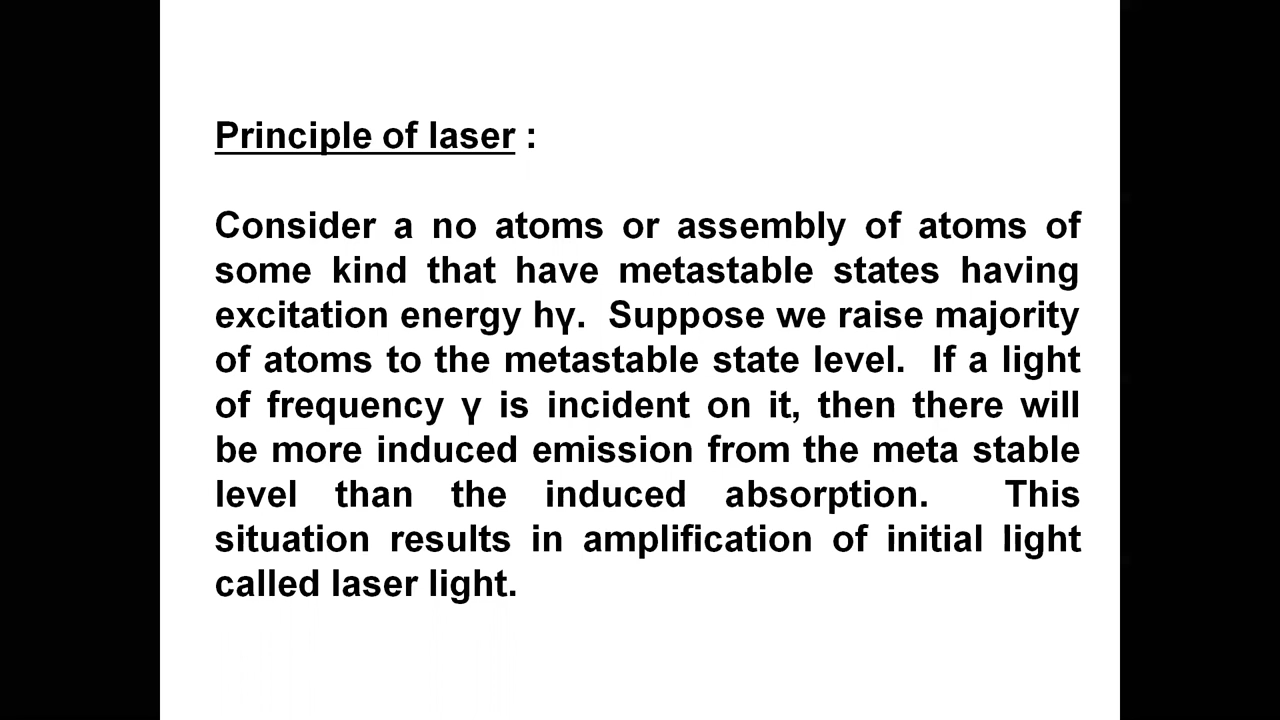 Principle of laser :
Consider a no atoms or assembly of atoms of
some kind that have metastable states having
excitation energy hγ. Suppose we raise majority
of atoms to the metastable state level. If a light
of frequency γ is incident on it, then there will
be more induced emission from the meta stable
level than the induced absorption. This
situation results in amplification of initial light
called laser light.